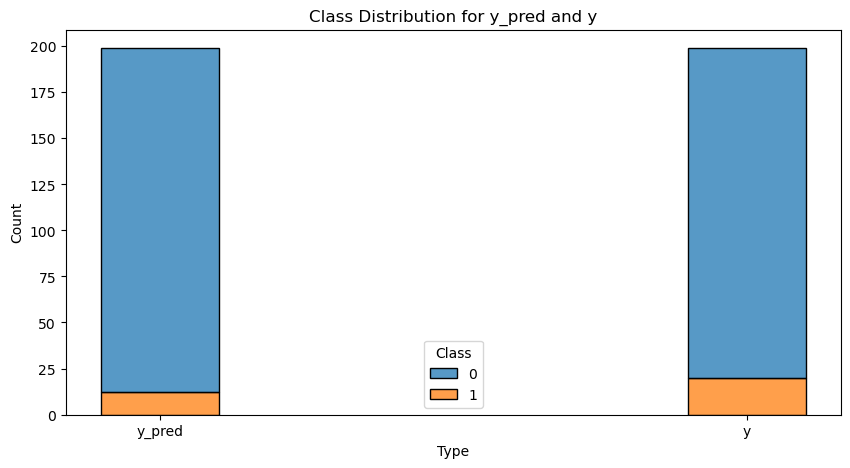 Class Distribution for y_pred and y
200
175
150
125
100
75
50
25
0
Count
y_pred
y
Type
Class
0
1